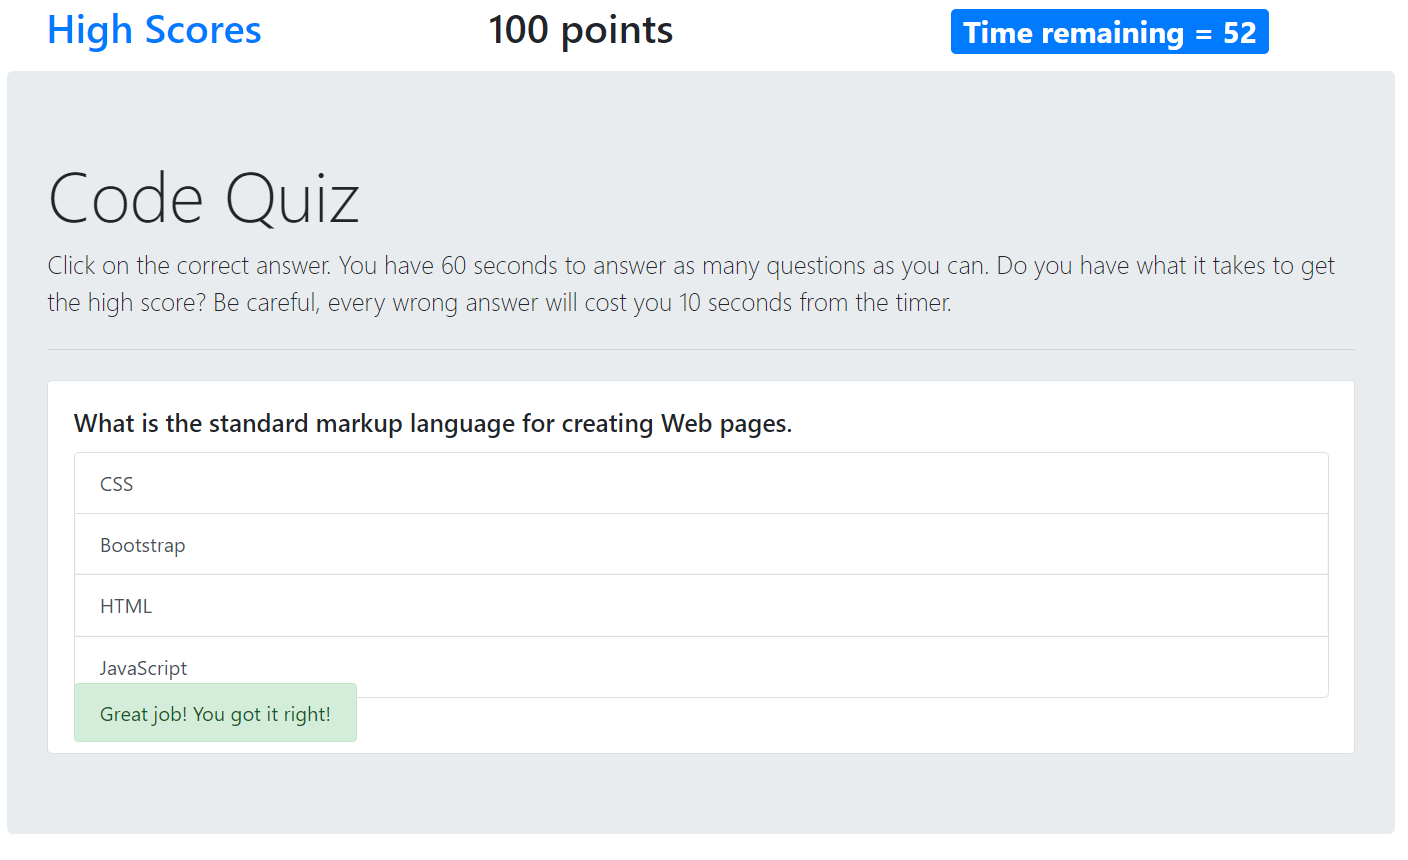 High Scores
100 points
Time remaining = 52
Code Quiz
Click on the correct answer. You have 60 seconds to answer as many questions as you can. Do you have what it takes to get
the high score? Be careful, every wrong answer will cost you 10 seconds from the timer.
What is the standard markup language for creating Web pages.
CSS
Bootstrap
HTML
JavaScript
Great job! You got it right!